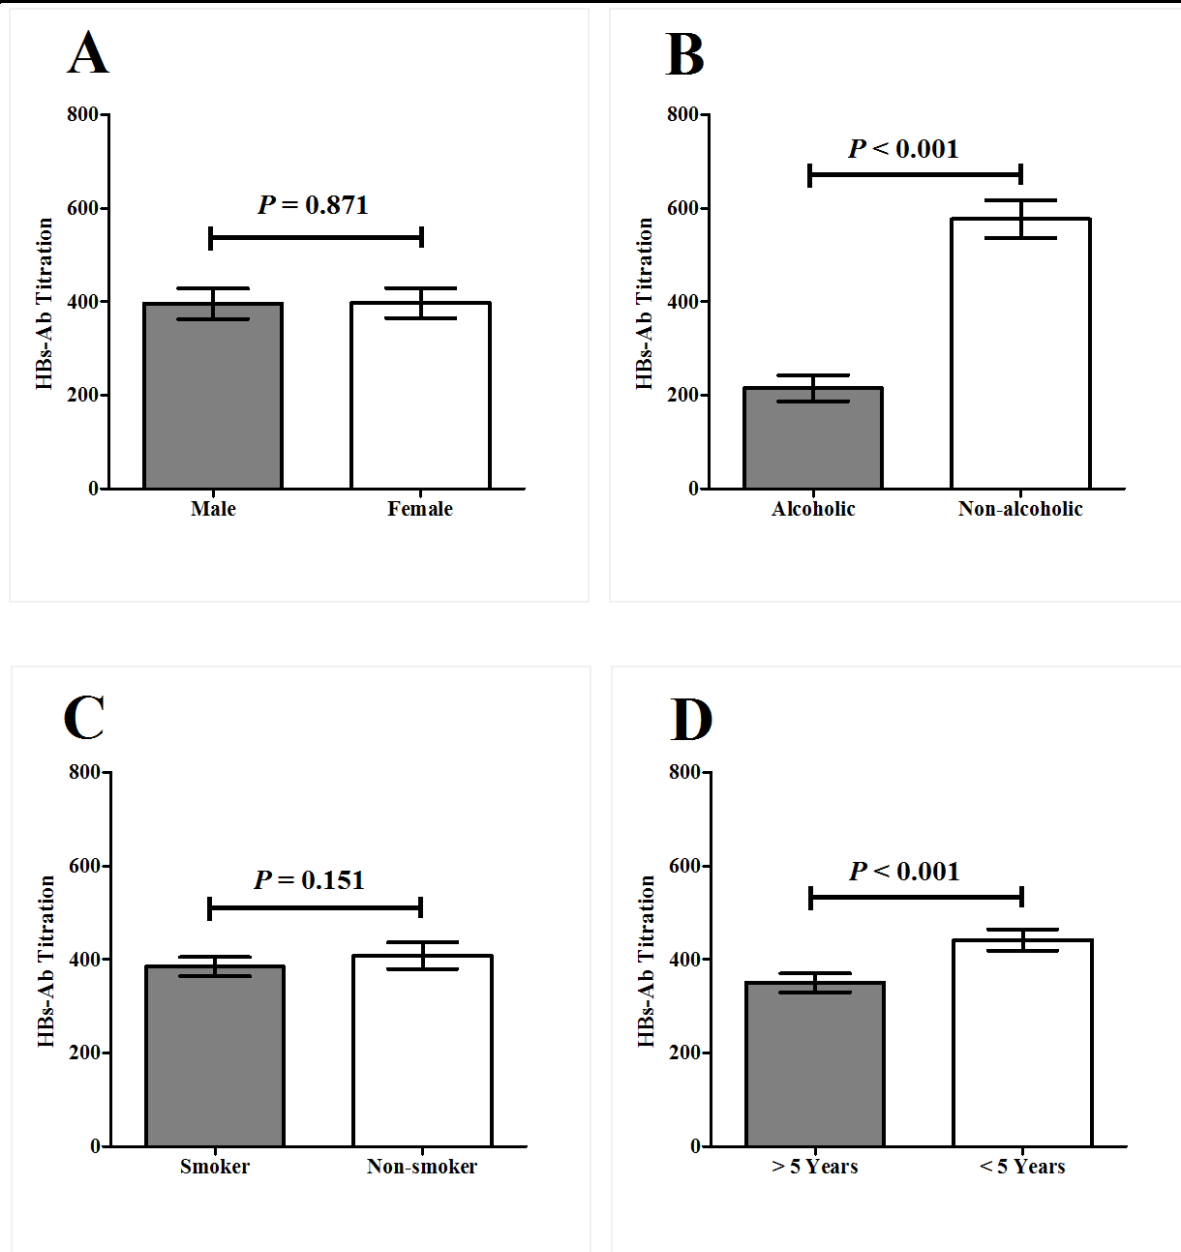 A
800
600
400
200
0
HBs-Ab Titration
P = 0.871
Male Female
B
800
600
400
200
0
HBs-Ab Titration
P < 0.001
Alcoholic Non-alcoholic
C
800
600
400
200
0
HBs-Ab Titration
P = 0.151
Smoker Non-smoker
D
800
600
400
200
0
HBs-Ab Titration
P < 0.001
> 5 Years < 5 Years